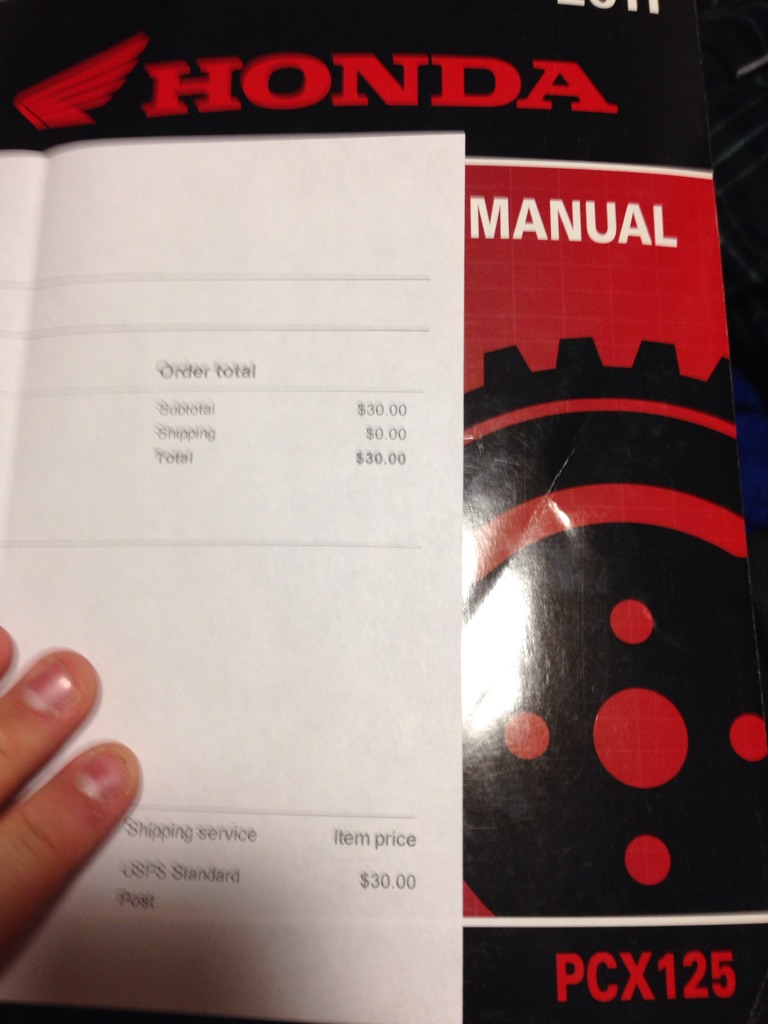 HONDA
MANUAL
Order total
Subtotal $30.00
Shipping $0.00
Total $30.00
Shipping service Item price
USPS Standard $30.00
Post
PCX125